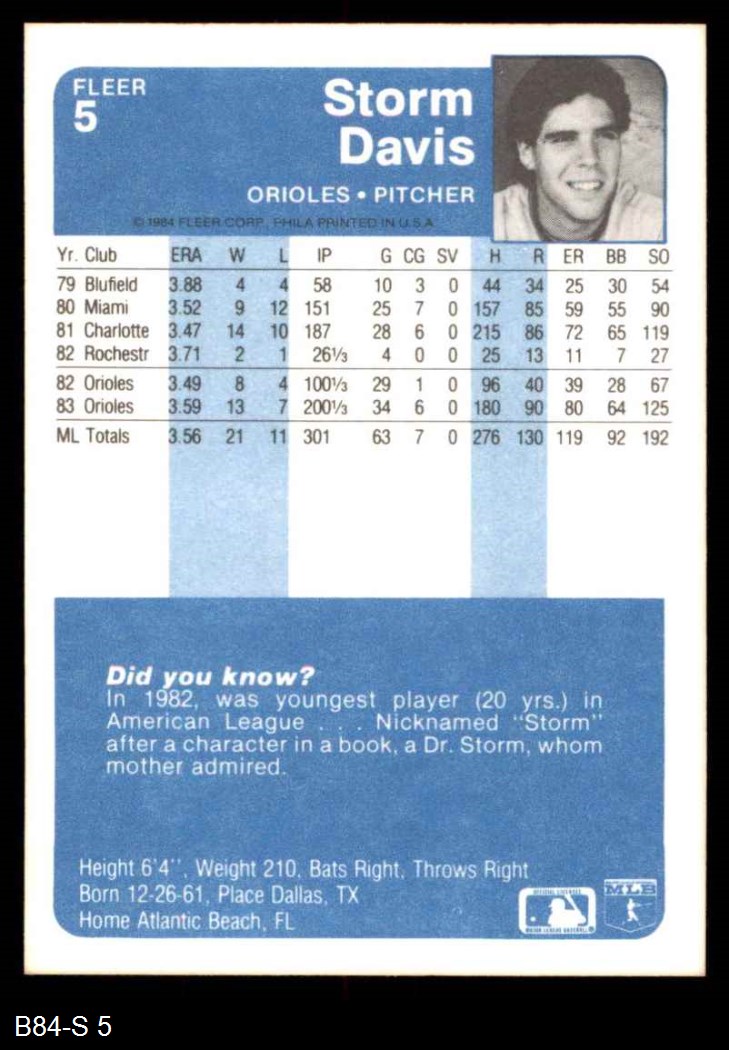 FLEER
5
Storm
Davis
ORIOLES • PITCHER
© 1984 FLEER CORP., PHILA PRINTED IN U.S.A.
Yr. Club ERA W L IP G CG SV H R ER BB SO
79 Blufield 3.88 4 4 58 10 3 0 44 34 25 30 54
80 Miami 3.52 9 12 151 25 7 0 157 85 59 55 90
81 Charlotte 3.47 14 10 187 28 6 0 215 86 72 65 119
82 Rochestr 3.71 2 1 26⅓ 4 0 0 25 13 11 7 27
82 Orioles 3.49 8 4 100⅓ 29 1 0 96 40 39 28 67
83 Orioles 3.59 13 7 200⅓ 34 6 0 180 90 80 64 125
ML Totals 3.56 21 11 301 63 7 0 276 130 119 92 192
Did you know?
In 1982, was youngest player (20 yrs.) in
American League . . . Nicknamed "Storm"
after a character in a book, a Dr. Storm, whom
mother admired.
Height 6'4'', Weight 210, Bats Right, Throws Right
Born 12-26-61, Place Dallas, TX
Home Atlantic Beach, FL
OFFICIAL LICENSEE
MAJOR LEAGUE BASEBALL
MLB
B84-S 5